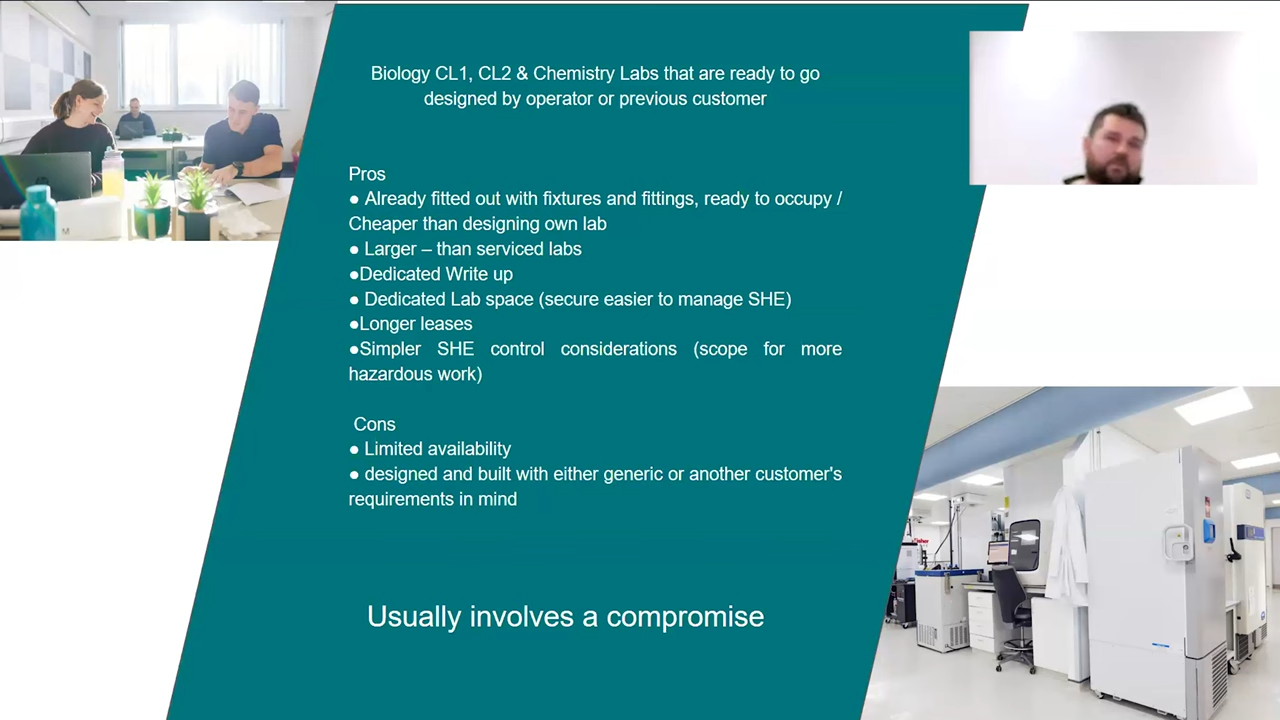 Biology CL1, CL2 & Chemistry Labs that are ready to go
designed by operator or previous customer
Pros
● Already fitted out with fixtures and fittings, ready to occupy /
Cheaper than designing own lab
● Larger – than serviced labs
●Dedicated Write up
● Dedicated Lab space (secure easier to manage SHE)
●Longer leases
●Simpler SHE control considerations (scope for more
hazardous work)
Cons
● Limited availability
● designed and built with either generic or another customer's
requirements in mind
Usually involves a compromise